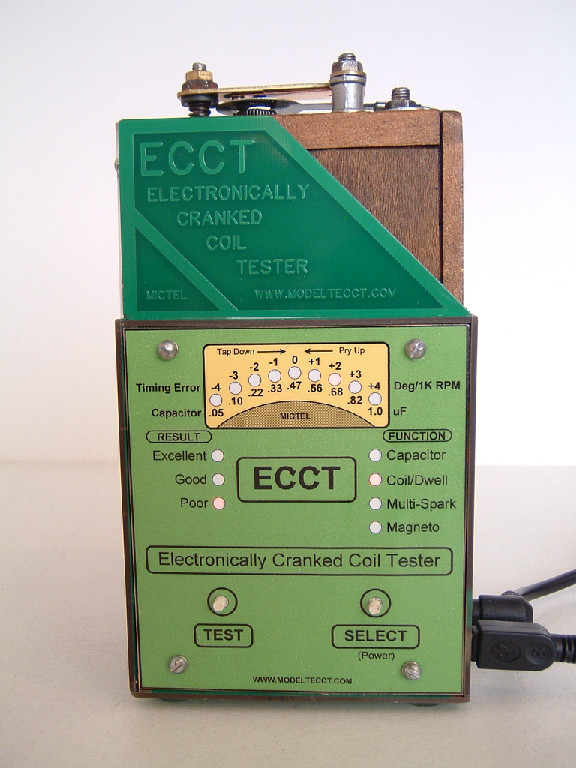 ECCT
ELECTRONICALLY
CRANKED
COIL
TESTER
MICTEL WWW.MODELTECCT.COM
Tap Down Pry Up
-4 -3 -2 -1 0 +1 +2 +3 +4
Timing Error Deg/1K RPM
Capacitor .05 .10 .22 .33 .47 .56 .68 .82 1.0 uF
MICTEL
RESULT FUNCTION
Excellent Capacitor
Good Coil/Dwell
Poor Multi-Spark
Magneto
ECCT
Electronically Cranked Coil Tester
TEST SELECT
(Power)
WWW.MODELTECCT.COM